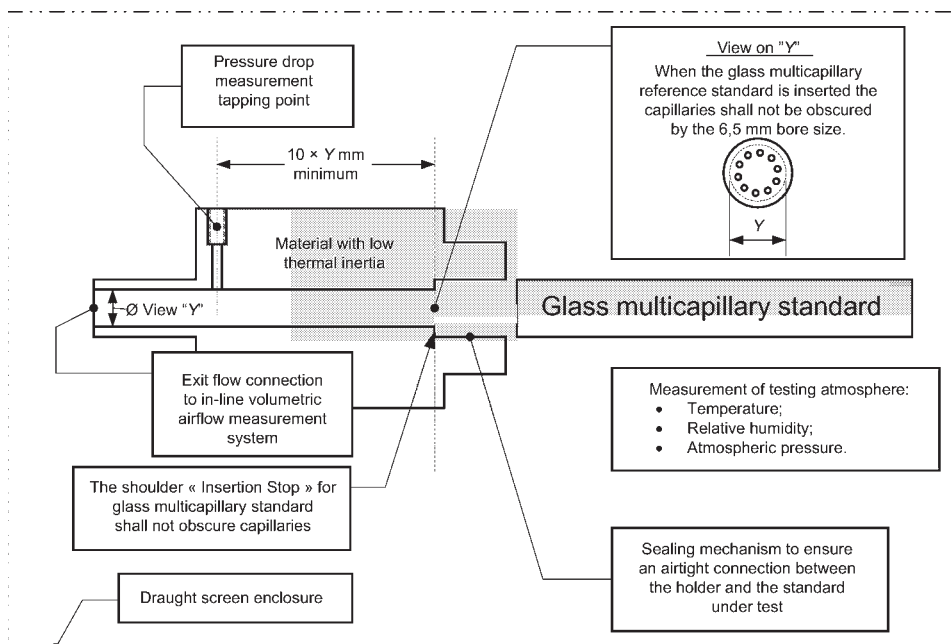 Pressure drop
measurement
tapping point
View on "Y"
When the glass multicapillary
reference standard is inserted the
capillaries shall not be obscured
by the 6,5 mm bore size.
Y
10 × Y mm
minimum
Material with low
thermal inertia
Ø View "Y"
Glass multicapillary standard
Exit flow connection
to in-line volumetric
airflow measurement
system
Measurement of testing atmosphere:
• Temperature;
• Relative humidity;
• Atmospheric pressure.
The shoulder « Insertion Stop » for
glass multicapillary standard
shall not obscure capillaries
Sealing mechanism to ensure
an airtight connection between
the holder and the standard
under test
Draught screen enclosure